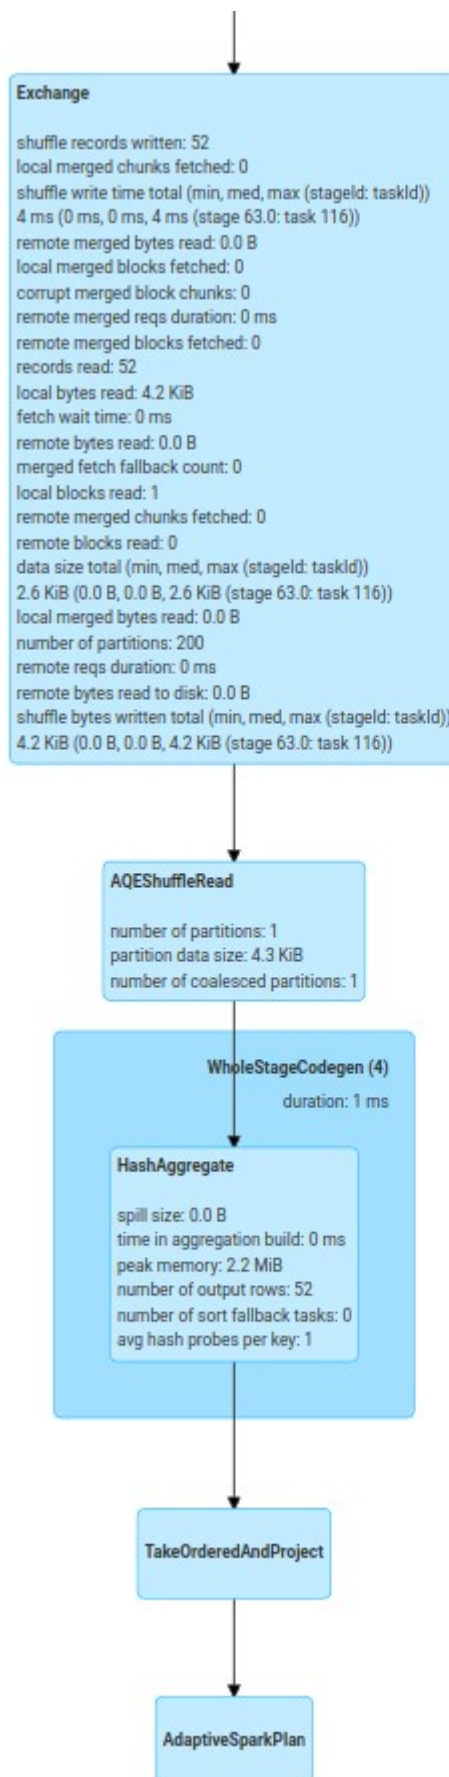 Exchange
shuffle records written: 52
local merged chunks fetched: 0
shuffle write time total (min, med, max (stageId: taskId))
4 ms (0 ms, 0 ms, 4 ms (stage 63.0: task 116))
remote merged bytes read: 0.0 B
local merged blocks fetched: 0
corrupt merged block chunks: 0
remote merged reqs duration: 0 ms
remote merged blocks fetched: 0
records read: 52
local bytes read: 4.2 KiB
fetch wait time: 0 ms
remote bytes read: 0.0 B
merged fetch fallback count: 0
local blocks read: 1
remote merged chunks fetched: 0
remote blocks read: 0
data size total (min, med, max (stageId: taskId))
2.6 KiB (0.0 B, 0.0 B, 2.6 KiB (stage 63.0: task 116))
local merged bytes read: 0.0 B
number of partitions: 200
remote reqs duration: 0 ms
remote bytes read to disk: 0.0 B
shuffle bytes written total (min, med, max (stageId: taskId))
4.2 KiB (0.0 B, 0.0 B, 4.2 KiB (stage 63.0: task 116))
AQEShuffleRead
number of partitions: 1
partition data size: 4.3 KiB
number of coalesced partitions: 1
WholeStageCodegen (4)
duration: 1 ms
HashAggregate
spill size: 0.0 B
time in aggregation build: 0 ms
peak memory: 2.2 MiB
number of output rows: 52
number of sort fallback tasks: 0
avg hash probes per key: 1
TakeOrderedAndProject
AdaptiveSparkPlan